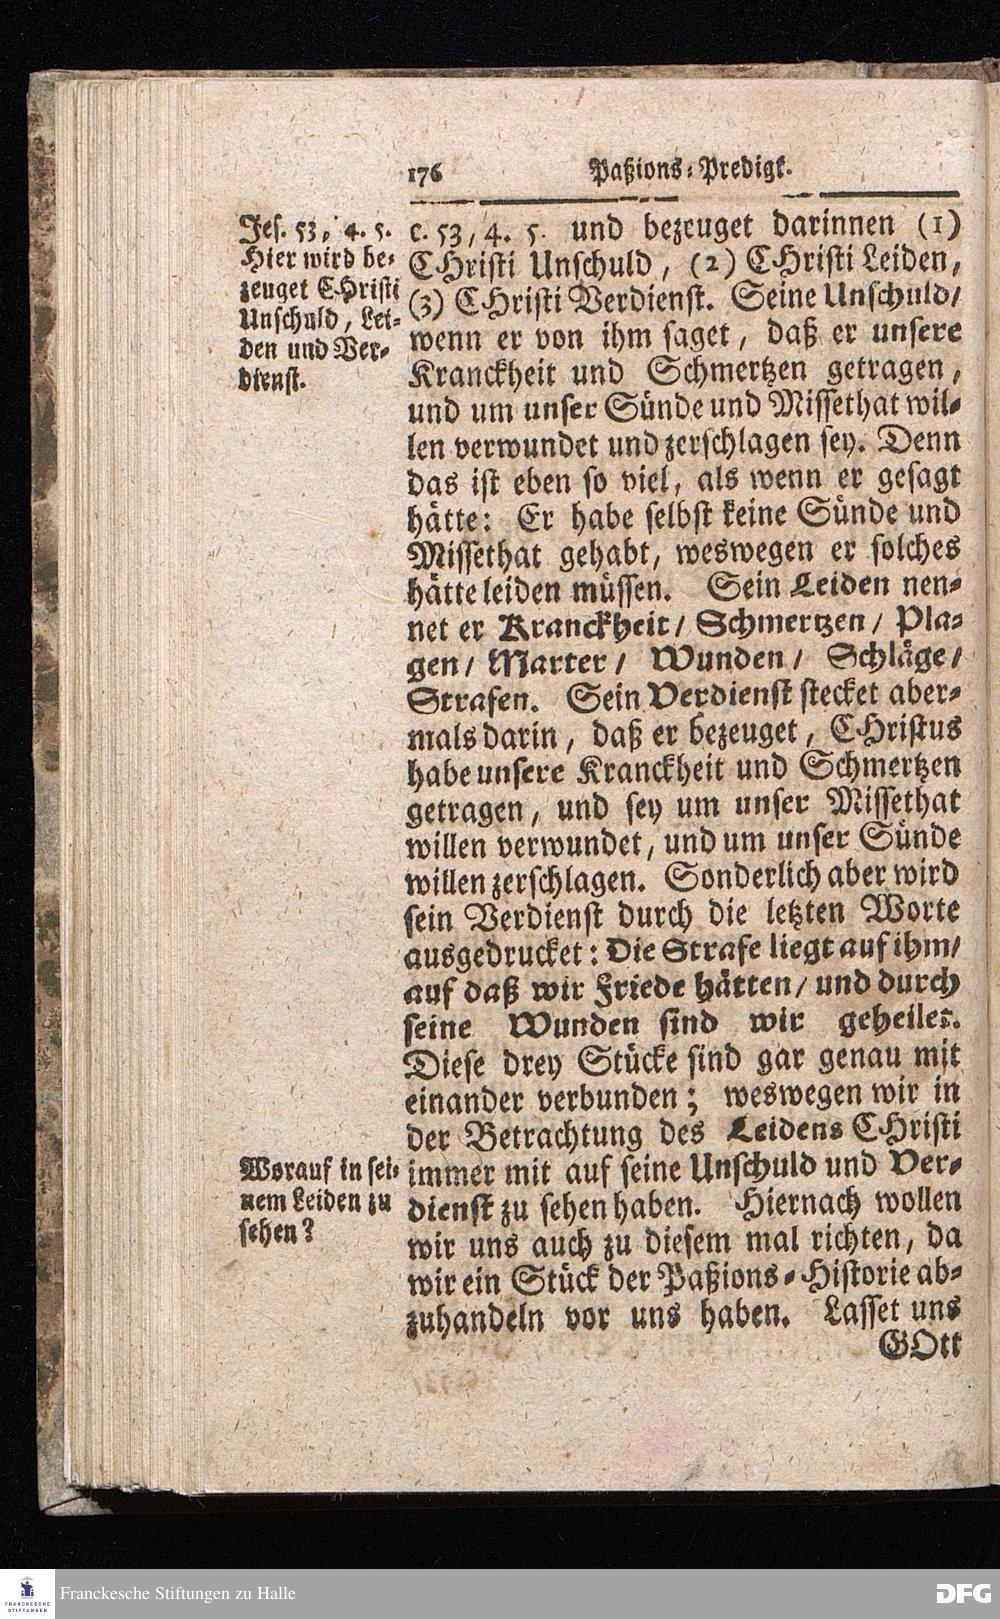 176 Paßions-Predigt.
Jes. 53, 4. 5.
Hier wird be-
zeuget CHristi
Unschuld, Lei-
den und Ver-
dienst.
c. 53, 4. 5. und bezeuget darinnen (1)
CHristi Unschuld, (2) CHristi Leiden,
(3) CHristi Verdienst. Seine Unschuld/
wenn er von ihm saget, daß er unsere
Kranckheit und Schmertzen getragen,
und um unser Sünde und Missethat wil-
len verwundet und zerschlagen sey. Denn
das ist eben so viel, als wenn er gesagt
hätte: Er habe selbst keine Sünde und
Missethat gehabt, weswegen er solches
hätte leiden müssen. Sein Leiden nen-
net er Kranckheit/ Schmertzen/ Pla-
gen/ Marter/ Wunden/ Schläge/
Strafen. Sein Verdienst stecket aber-
mals darin, daß er bezeuget, CHristus
habe unsere Kranckheit und Schmertzen
getragen, und sey um unser Missethat
willen verwundet, und um unser Sünde
willen zerschlagen. Sonderlich aber wird
sein Verdienst durch die letzten Worte
ausgedrucket: Die Strafe liegt auf ihm/
auf daß wir Friede hätten/ und durch
seine Wunden sind wir geheilet.
Diese drey Stücke sind gar genau mit
einander verbunden; weswegen wir in
der Betrachtung des Leidens CHristi
immer mit auf seine Unschuld und Ver-
dienst zu sehen haben. Hiernach wollen
wir uns auch zu diesem mal richten, da
wir ein Stück der Paßions-Historie ab-
zuhandeln vor uns haben. Lasset uns
GOtt
Worauf in sei-
nem Leiden zu
sehen?
FRANCKESCHE
STIFTUNGEN
Franckesche Stiftungen zu Halle
DFG